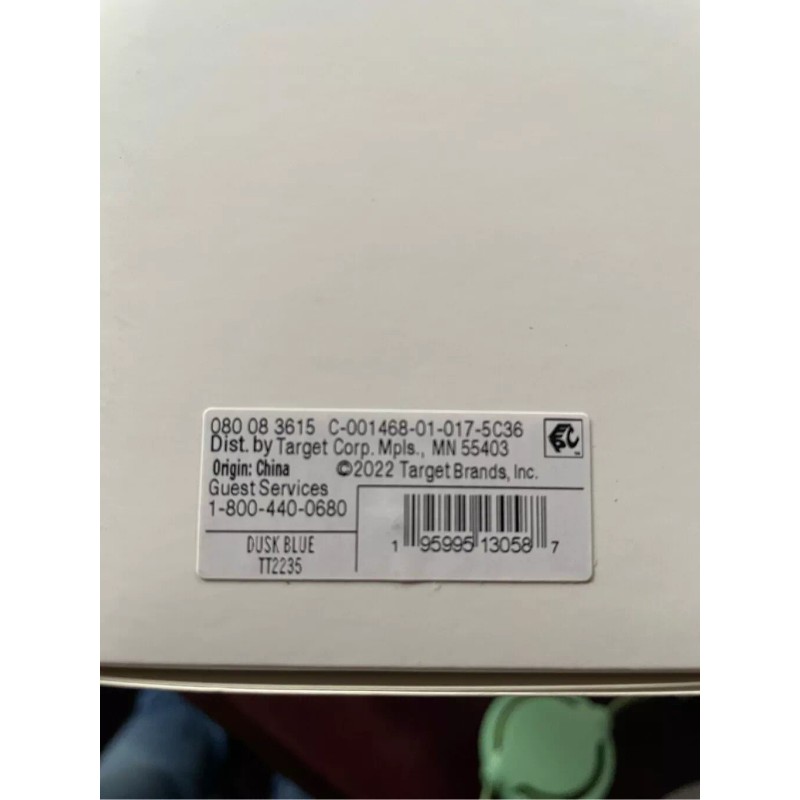 080 08 3615 C-001468-01-017-5C36
Dist. by Target Corp. Mpls., MN 55403
Origin: China ©2022 Target Brands, Inc.
Guest Services
1-800-440-0680
DUSK BLUE
TT2235
1 95995 13058 7